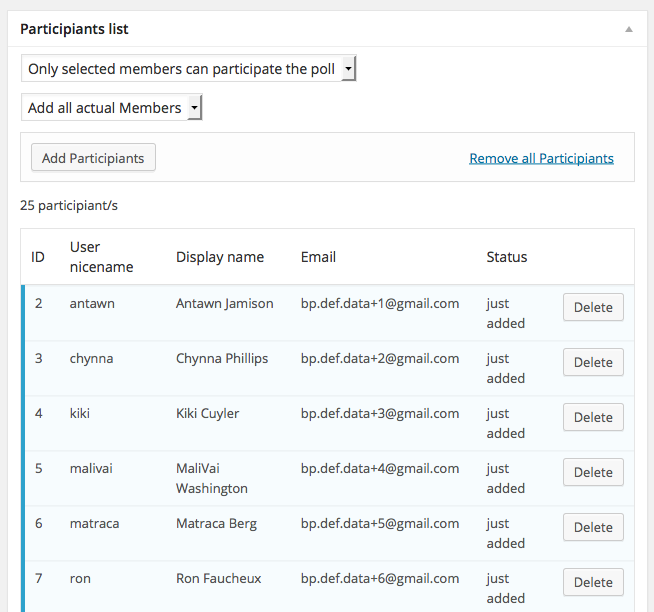 Participiants list
Only selected members can participate the poll
Add all actual Members
Add Participiants
Remove all Participiants
25 participiant/s
ID User nicename Display name Email Status
2 antawn Antawn Jamison bp.def.data+1@gmail.com just added Delete
3 chynna Chynna Phillips bp.def.data+2@gmail.com just added Delete
4 kiki Kiki Cuyler bp.def.data+3@gmail.com just added Delete
5 malivai MaliVai Washington bp.def.data+4@gmail.com just added Delete
6 matraca Matraca Berg bp.def.data+5@gmail.com just added Delete
7 ron Ron Faucheux bp.def.data+6@gmail.com just added Delete